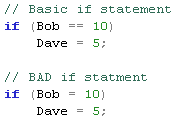 // Basic if statement
if (Bob == 10)
Dave = 5;
// BAD if statment
if (Bob = 10)
Dave = 5;